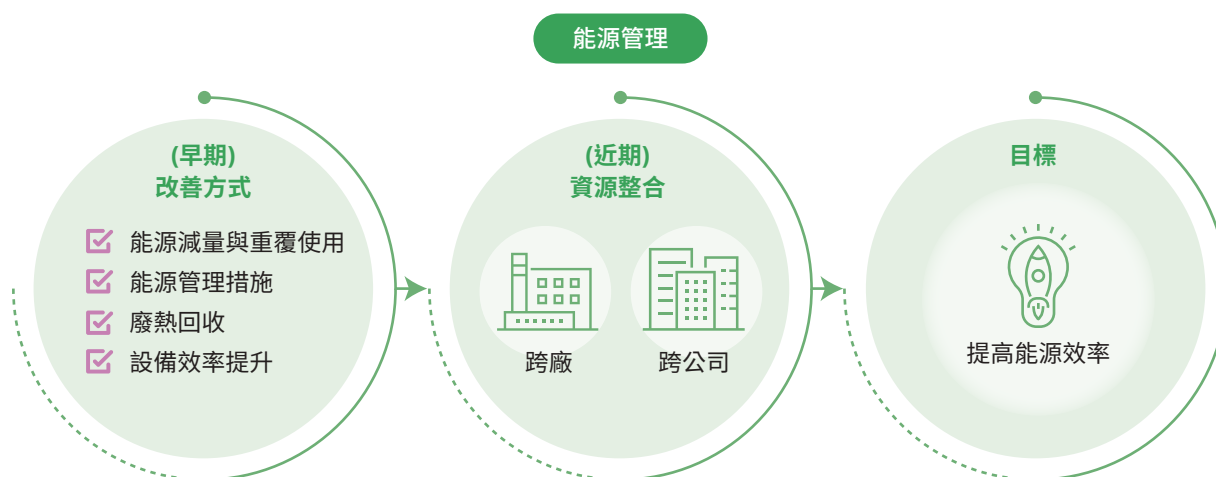 能源管理
(早期)
改善方式
能源減量與重覆使用
能源管理措施
廢熱回收
設備效率提升
(近期)
資源整合
跨廠
跨公司
目標
提高能源效率